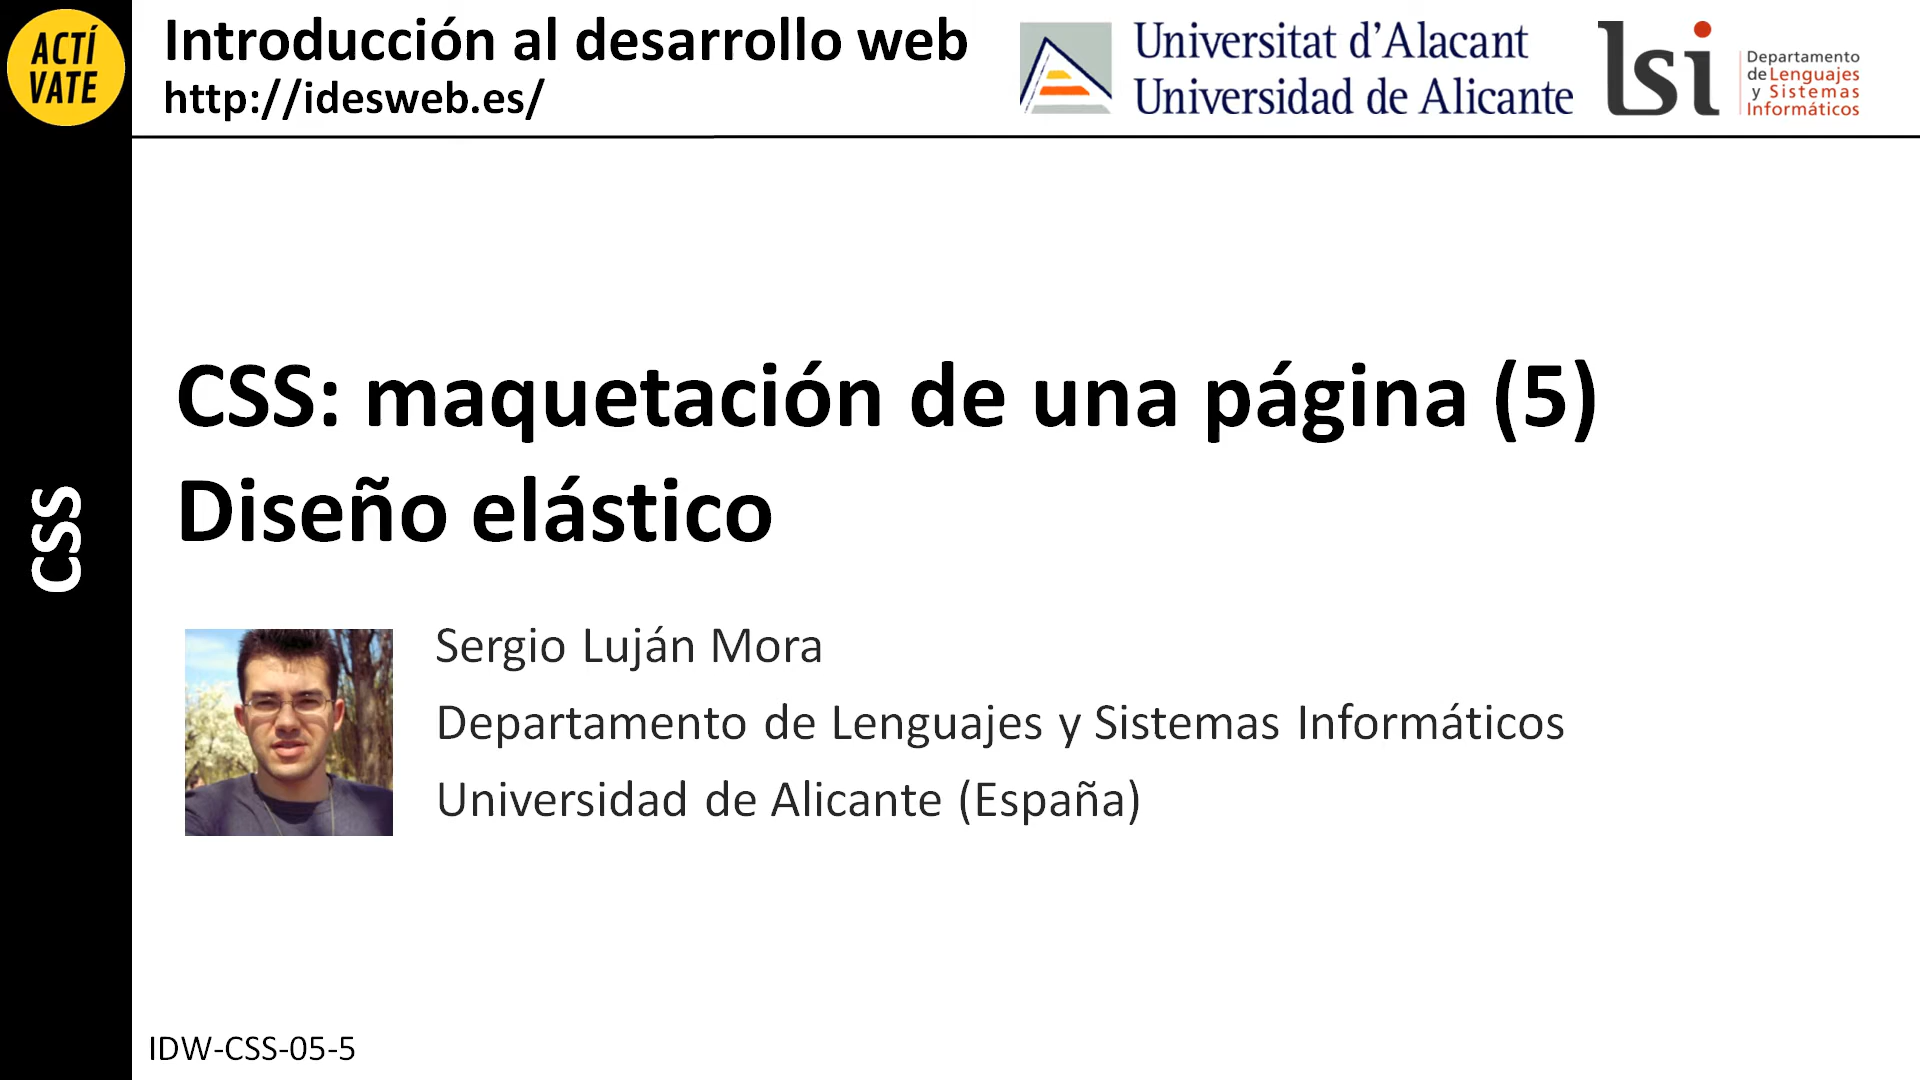 ACTÍ
VATE
Introducción al desarrollo web
http://idesweb.es/
Universitat d'Alacant
Universidad de Alicante
lsi
Departamento
de Lenguajes
y Sistemas
Informáticos
CSS: maquetación de una página (5)
Diseño elástico
CSS
Sergio Luján Mora
Departamento de Lenguajes y Sistemas Informáticos
Universidad de Alicante (España)
IDW-CSS-05-5